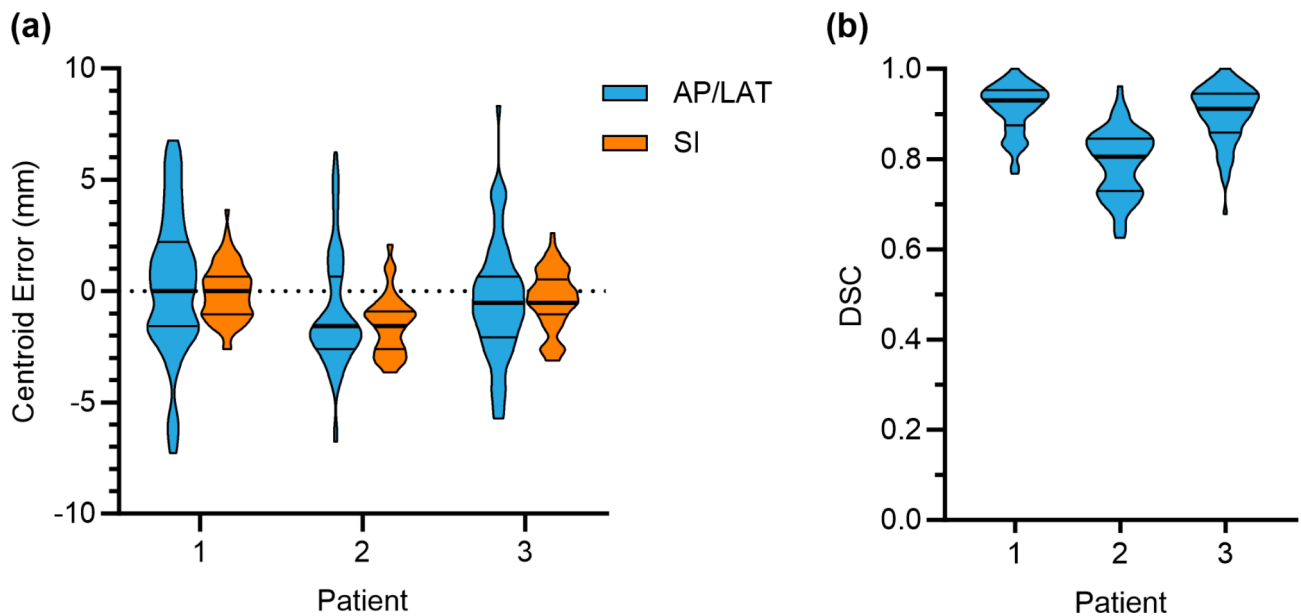 (a)
Centroid Error (mm)
10
5
0
-5
-10
1
2
3
Patient
AP/LAT
SI
(b)
DSC
1.0
0.8
0.6
0.4
0.2
0.0
1
2
3
Patient